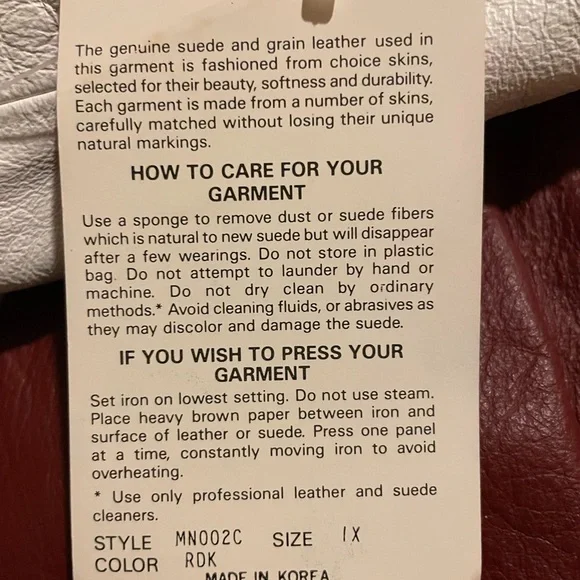 The genuine suede and grain leather used in
this garment is fashioned from choice skins,
selected for their beauty, softness and durability.
Each garment is made from a number of skins,
carefully matched without losing their unique
natural markings.
HOW TO CARE FOR YOUR
GARMENT
Use a sponge to remove dust or suede fibers
which is natural to new suede but will disappear
after a few wearings. Do not store in plastic
bag. Do not attempt to launder by hand or
machine. Do not dry clean by ordinary
methods.* Avoid cleaning fluids, or abrasives as
they may discolor and damage the suede.
IF YOU WISH TO PRESS YOUR
GARMENT
Set iron on lowest setting. Do not use steam.
Place heavy brown paper between iron and
surface of leather or suede. Press one panel
at a time, constantly moving iron to avoid
overheating.
* Use only professional leather and suede
cleaners.
STYLE MN002C SIZE 1X
COLOR RDK
MADE IN KOREA